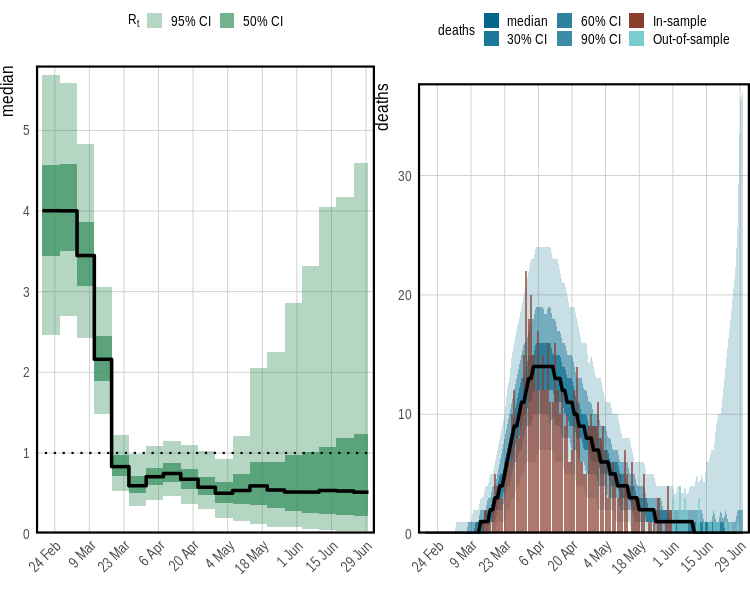 Rt 95% CI 50% CI
median
5
4
3
2
1
0
24 Feb 9 Mar 23 Mar 6 Apr 20 Apr 4 May 18 May 1 Jun 15 Jun 29 Jun
deaths median 60% CI In-sample
30% CI 90% CI Out-of-sample
deaths
30
20
10
0
24 Feb 9 Mar 23 Mar 6 Apr 20 Apr 4 May 18 May 1 Jun 15 Jun 29 Jun